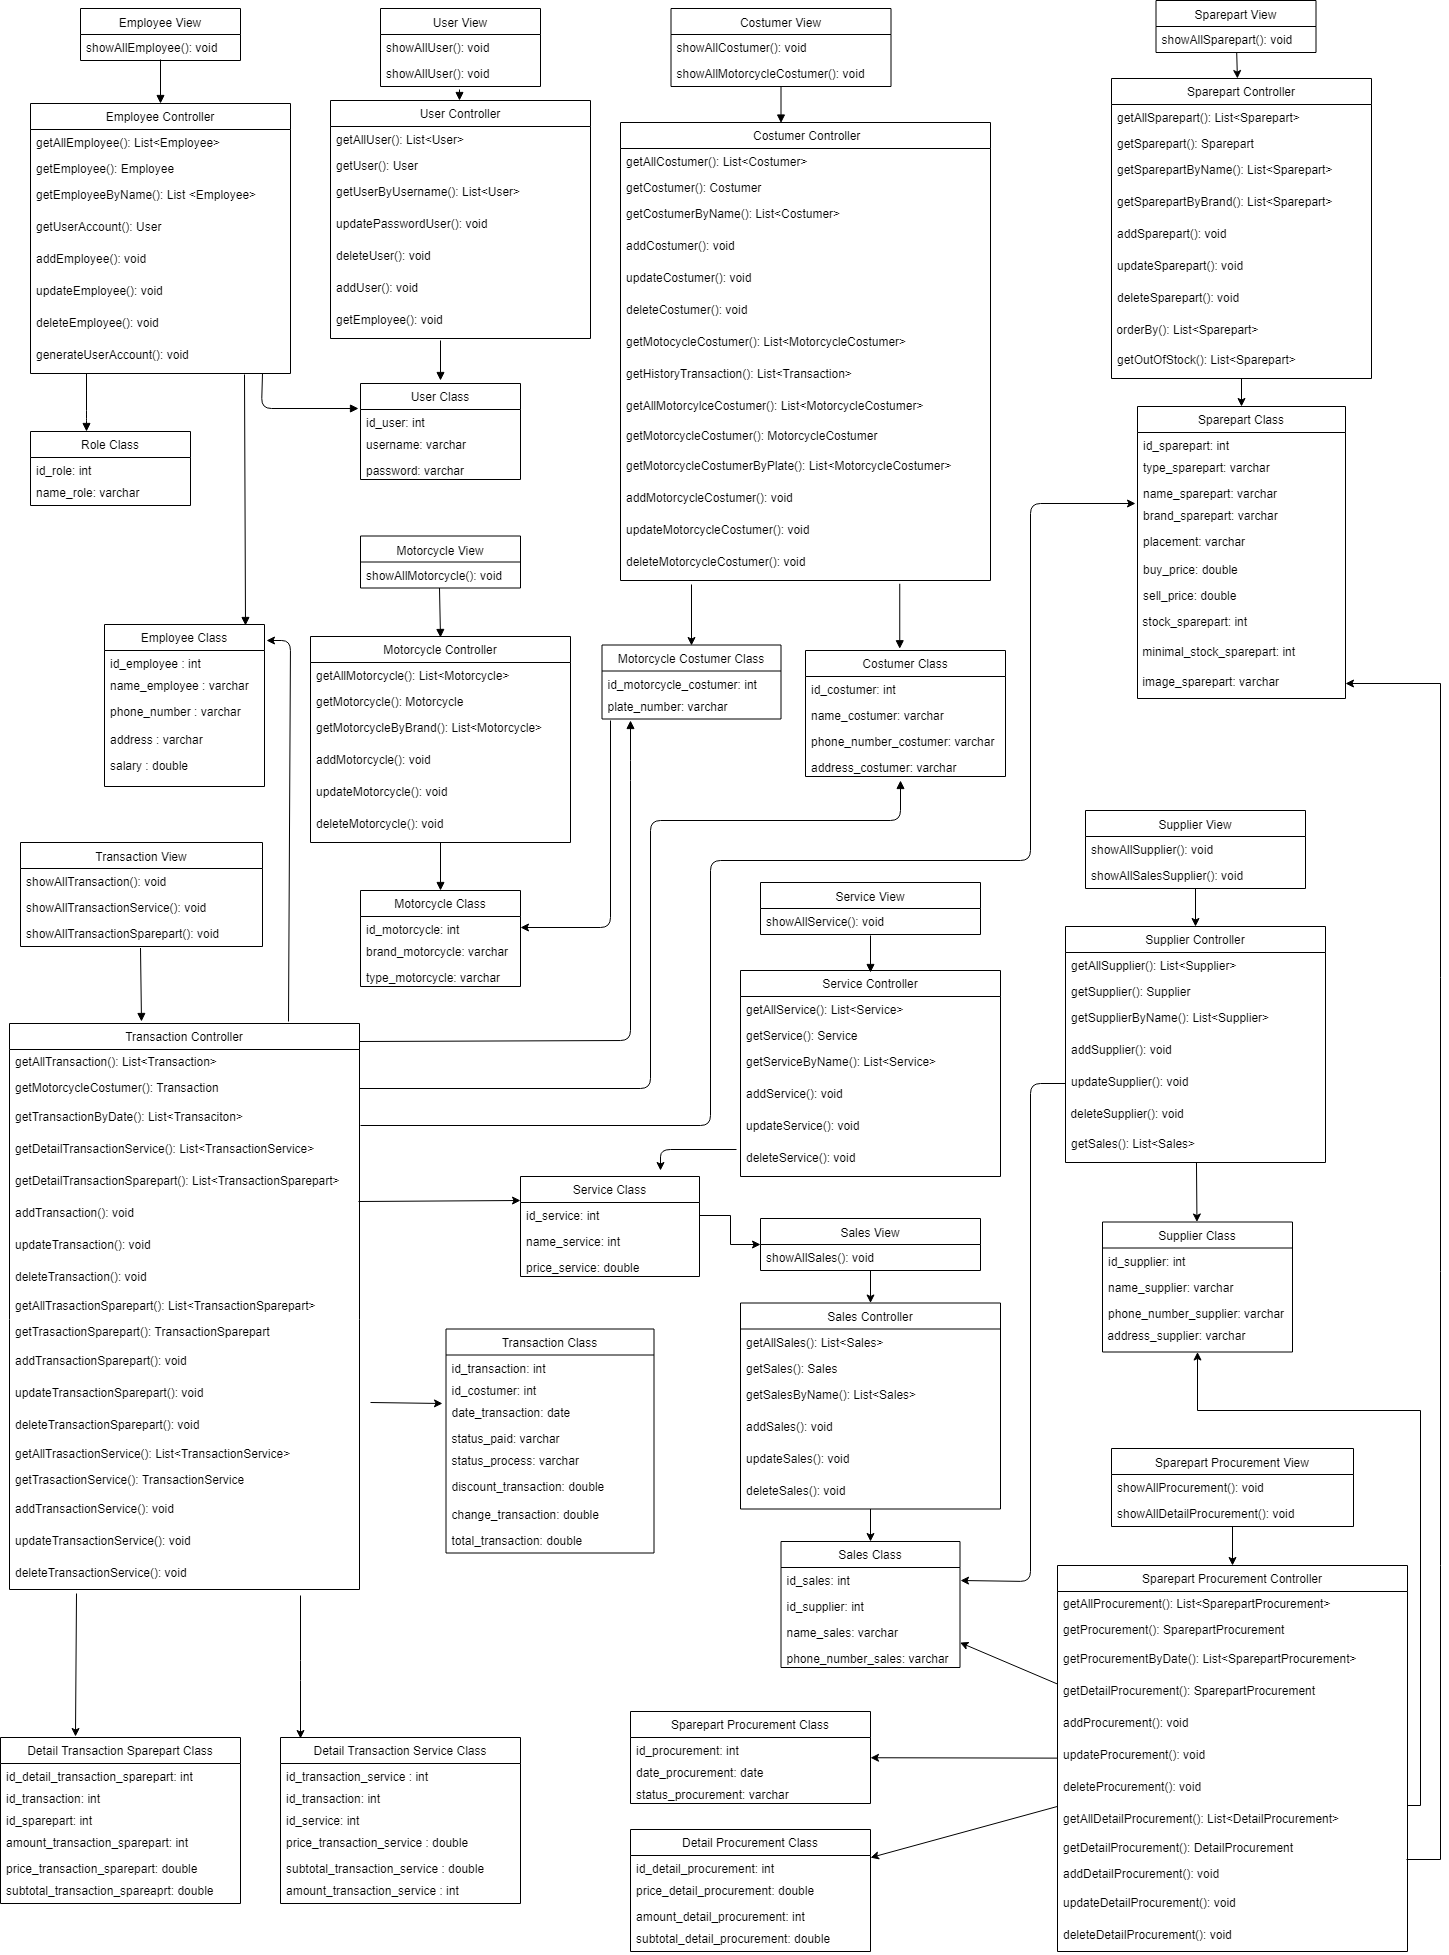 Employee View
showAllEmployee(): void
Employee Controller
getAllEmployee(): List<Employee>
getEmployee(): Employee
getEmployeeByName(): List <Employee>
getUserAccount(): User
addEmployee(): void
updateEmployee(): void
deleteEmployee(): void
generateUserAccount(): void
Role Class
id_role: int
name_role: varchar
User View
showAllUser(): void
showAllUser(): void
User Controller
getAllUser(): List<User>
getUser(): User
getUserByUsername(): List<User>
updatePasswordUser(): void
deleteUser(): void
addUser(): void
getEmployee(): void
User Class
id_user: int
username: varchar
password: varchar
Costumer View
showAllCostumer(): void
showAllMotorcycleCostumer(): void
Costumer Controller
getAllCostumer(): List<Costumer>
getCostumer(): Costumer
getCostumerByName(): List<Costumer>
addCostumer(): void
updateCostumer(): void
deleteCostumer(): void
getMotocycleCostumer(): List<MotorcycleCostumer>
getHistoryTransaction(): List<Transaction>
getAllMotorcylceCostumer(): List<MotorcycleCostumer>
getMotorcycleCostumer(): MotorcycleCostumer
getMotorcycleCostumerByPlate(): List<MotorcycleCostumer>
addMotorcycleCostumer(): void
updateMotorcycleCostumer(): void
deleteMotorcycleCostumer(): void
Sparepart View
showAllSparepart(): void
Sparepart Controller
getAllSparepart(): List<Sparepart>
getSparepart(): Sparepart
getSparepartByName(): List<Sparepart>
getSparepartByBrand(): List<Sparepart>
addSparepart(): void
updateSparepart(): void
deleteSparepart(): void
orderBy(): List<Sparepart>
getOutOfStock(): List<Sparepart>
Sparepart Class
id_sparepart: int
type_sparepart: varchar
name_sparepart: varchar
brand_sparepart: varchar
placement: varchar
buy_price: double
sell_price: double
stock_sparepart: int
minimal_stock_sparepart: int
image_sparepart: varchar
Employee Class
id_employee : int
name_employee : varchar
phone_number : varchar
address : varchar
salary : double
Motorcycle View
showAllMotorcycle(): void
Motorcycle Controller
getAllMotorcycle(): List<Motorcycle>
getMotorcycle(): Motorcycle
getMotorcycleByBrand(): List<Motorcycle>
addMotorcycle(): void
updateMotorcycle(): void
deleteMotorcycle(): void
Motorcycle Class
id_motorcycle: int
brand_motorcycle: varchar
type_motorcycle: varchar
Motorcycle Costumer Class
id_motorcycle_costumer: int
plate_number: varchar
Costumer Class
id_costumer: int
name_costumer: varchar
phone_number_costumer: varchar
address_costumer: varchar
Transaction View
showAllTransaction(): void
showAllTransactionService(): void
showAllTransactionSparepart(): void
Transaction Controller
getAllTransaction(): List<Transaction>
getMotorcycleCostumer(): Transaction
getTransactionByDate(): List<Transaciton>
getDetailTransactionService(): List<TransactionService>
getDetailTransactionSparepart(): List<TransactionSparepart>
addTransaction(): void
updateTransaction(): void
deleteTransaction(): void
getAllTrasactionSparepart(): List<TransactionSparepart>
getTrasactionSparepart(): TransactionSparepart
addTransactionSparepart(): void
updateTransactionSparepart(): void
deleteTransactionSparepart(): void
getAllTrasactionService(): List<TransactionService>
getTrasactionService(): TransactionService
addTransactionService(): void
updateTransactionService(): void
deleteTransactionService(): void
Service View
showAllService(): void
Service Controller
getAllService(): List<Service>
getService(): Service
getServiceByName(): List<Service>
addService(): void
updateService(): void
deleteService(): void
Service Class
id_service: int
name_service: int
price_service: double
Supplier View
showAllSupplier(): void
showAllSalesSupplier(): void
Supplier Controller
getAllSupplier(): List<Supplier>
getSupplier(): Supplier
getSupplierByName(): List<Supplier>
addSupplier(): void
updateSupplier(): void
deleteSupplier(): void
getSales(): List<Sales>
Supplier Class
id_supplier: int
name_supplier: varchar
phone_number_supplier: varchar
address_supplier: varchar
Sales View
showAllSales(): void
Sales Controller
getAllSales(): List<Sales>
getSales(): Sales
getSalesByName(): List<Sales>
addSales(): void
updateSales(): void
deleteSales(): void
Sales Class
id_sales: int
id_supplier: int
name_sales: varchar
phone_number_sales: varchar
Transaction Class
id_transaction: int
id_costumer: int
date_transaction: date
status_paid: varchar
status_process: varchar
discount_transaction: double
change_transaction: double
total_transaction: double
Sparepart Procurement View
showAllProcurement(): void
showAllDetailProcurement(): void
Sparepart Procurement Controller
getAllProcurement(): List<SparepartProcurement>
getProcurement(): SparepartProcurement
getProcurementByDate(): List<SparepartProcurement>
getDetailProcurement(): SparepartProcurement
addProcurement(): void
updateProcurement(): void
deleteProcurement(): void
getAllDetailProcurement(): List<DetailProcurement>
getDetailProcurement(): DetailProcurement
addDetailProcurement(): void
updateDetailProcurement(): void
deleteDetailProcurement(): void
Detail Transaction Sparepart Class
id_detail_transaction_sparepart: int
id_transaction: int
id_sparepart: int
amount_transaction_sparepart: int
price_transaction_sparepart: double
subtotal_transaction_spareaprt: double
Detail Transaction Service Class
id_transaction_service : int
id_transaction: int
id_service: int
price_transaction_service : double
subtotal_transaction_service : double
amount_transaction_service : int
Sparepart Procurement Class
id_procurement: int
date_procurement: date
status_procurement: varchar
Detail Procurement Class
id_detail_procurement: int
price_detail_procurement: double
amount_detail_procurement: int
subtotal_detail_procurement: double